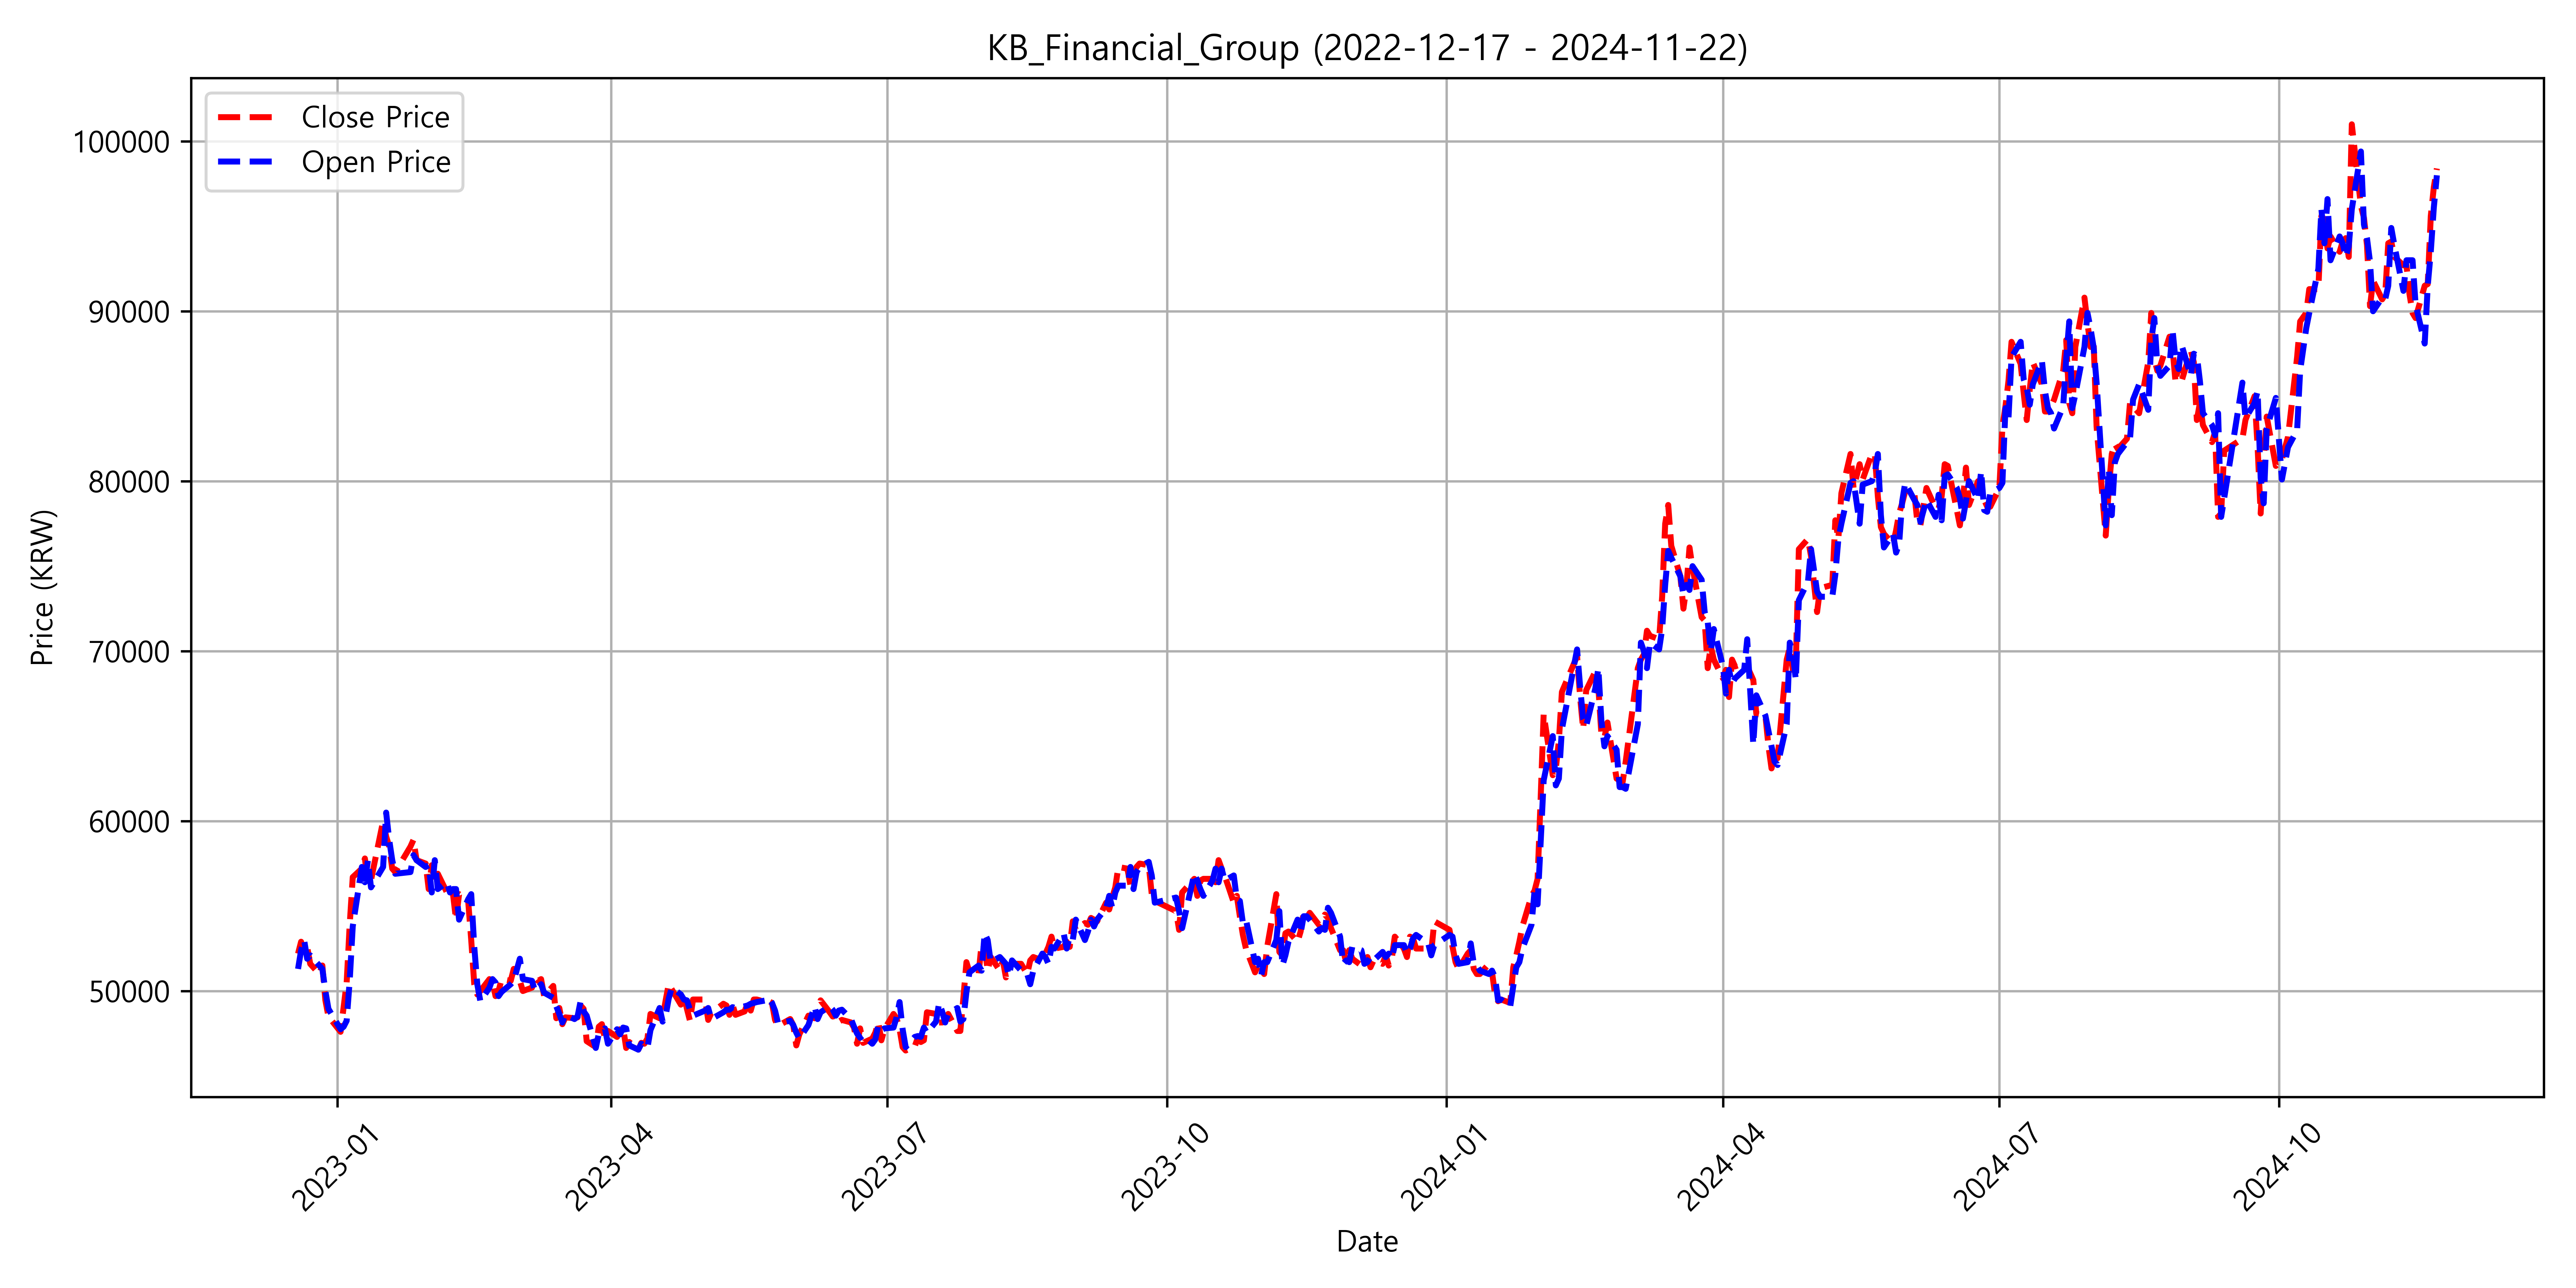 KB_Financial_Group (2022-12-17 - 2024-11-22)
Close Price
Open Price
100000
90000
80000
70000
60000
50000
Price (KRW)
2023-01
2023-04
2023-07
2023-10
2024-01
2024-04
2024-07
2024-10
Date